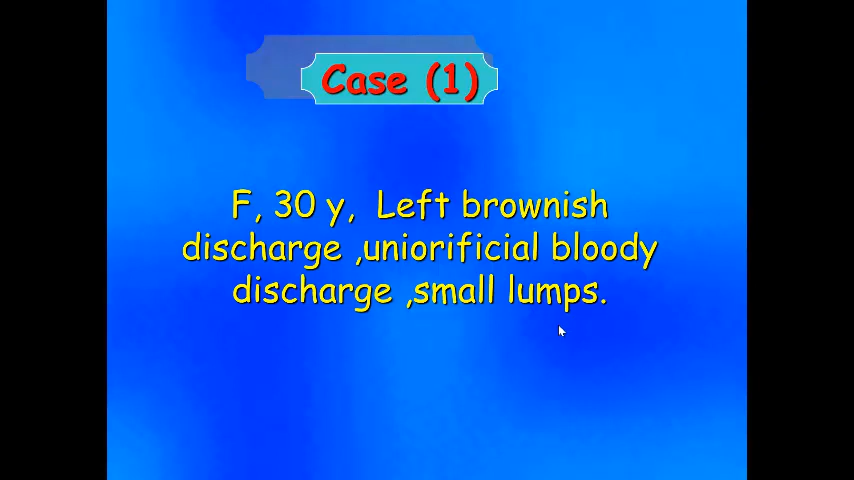 Case (1)
F, 30 y, Left brownish
discharge ,uniorificial bloody
discharge ,small lumps.